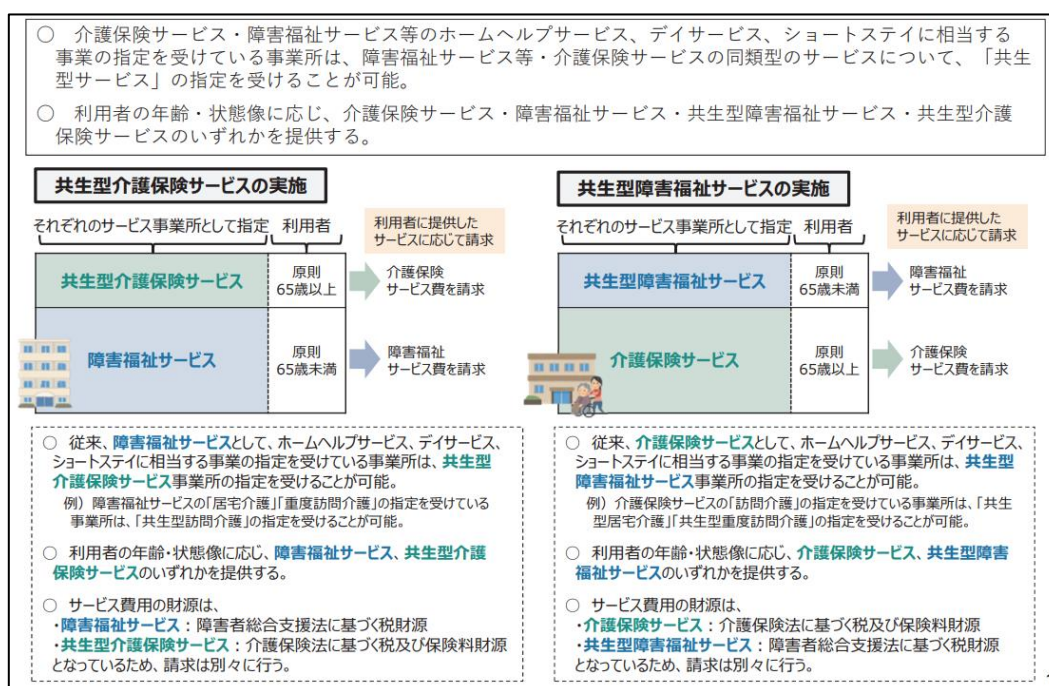 ○ 介護保険サービス・障害福祉サービス等のホームヘルプサービス、デイサービス、ショートステイに相当する
事業の指定を受けている事業所は、障害福祉サービス等・介護保険サービスの同類型のサービスについて、「共生
型サービス」の指定を受けることが可能。
○ 利用者の年齢・状態像に応じ、介護保険サービス・障害福祉サービス・共生型障害福祉サービス・共生型介護
保険サービスのいずれかを提供する。
共生型介護保険サービスの実施
それぞれのサービス事業所として指定
利用者
利用者に提供した
サービスに応じて請求
共生型介護保険サービス
原則
65歳以上
介護保険
サービス費を請求
障害福祉サービス
原則
65歳未満
障害福祉
サービス費を請求
○ 従来、障害福祉サービスとして、ホームヘルプサービス、デイサービス、
ショートステイに相当する事業の指定を受けている事業所は、共生型
介護保険サービス事業所の指定を受けることが可能。
例）障害福祉サービスの「居宅介護」「重度訪問介護」の指定を受けている
事業所は、「共生型訪問介護」の指定を受けることが可能。
○ 利用者の年齢・状態像に応じ、障害福祉サービス、共生型介護
保険サービスのいずれかを提供する。
○ サービス費用の財源は、
・障害福祉サービス：障害者総合支援法に基づく税財源
・共生型介護保険サービス：介護保険法に基づく税及び保険料財源
となっているため、請求は別々に行う。
共生型障害福祉サービスの実施
それぞれのサービス事業所として指定
利用者
利用者に提供した
サービスに応じて請求
共生型障害福祉サービス
原則
65歳未満
障害福祉
サービス費を請求
介護保険サービス
原則
65歳以上
介護保険
サービス費を請求
○ 従来、介護保険サービスとして、ホームヘルプサービス、デイサービス、
ショートステイに相当する事業の指定を受けている事業所は、共生型
障害福祉サービス事業所の指定を受けることが可能。
例）介護保険サービスの「訪問介護」の指定を受けている事業所は、「共生
型居宅介護」「共生型重度訪問介護」の指定を受けることが可能。
○ 利用者の年齢・状態像に応じ、介護保険サービス、共生型障害
福祉サービスのいずれかを提供する。
○ サービス費用の財源は、
・介護保険サービス：介護保険法に基づく税及び保険料財源
・共生型障害福祉サービス：障害者総合支援法に基づく税財源
となっているため、請求は別々に行う。